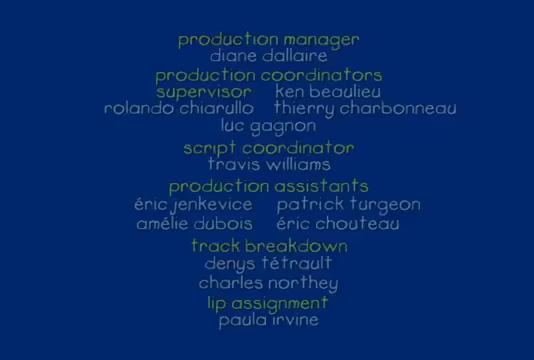 production manager
diane dallaire
production coordinators
supervisor ken beaulieu
rolando chiarullo thierry charbonneau
luc gagnon
script coordinator
travis williams
production assistants
éric jenkevice patrick turgeon
amélie dubois éric chouteau
track breakdown
denys tétrault
charles northey
lip assignment
paula irvine